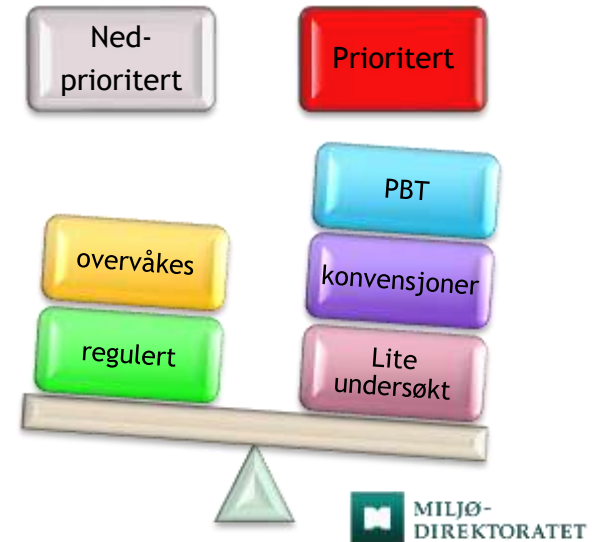 Ned-
prioritert
Prioritert
PBT
overvåkes
konvensjoner
regulert
Lite
undersøkt
MILJØ-
DIREKTORATET